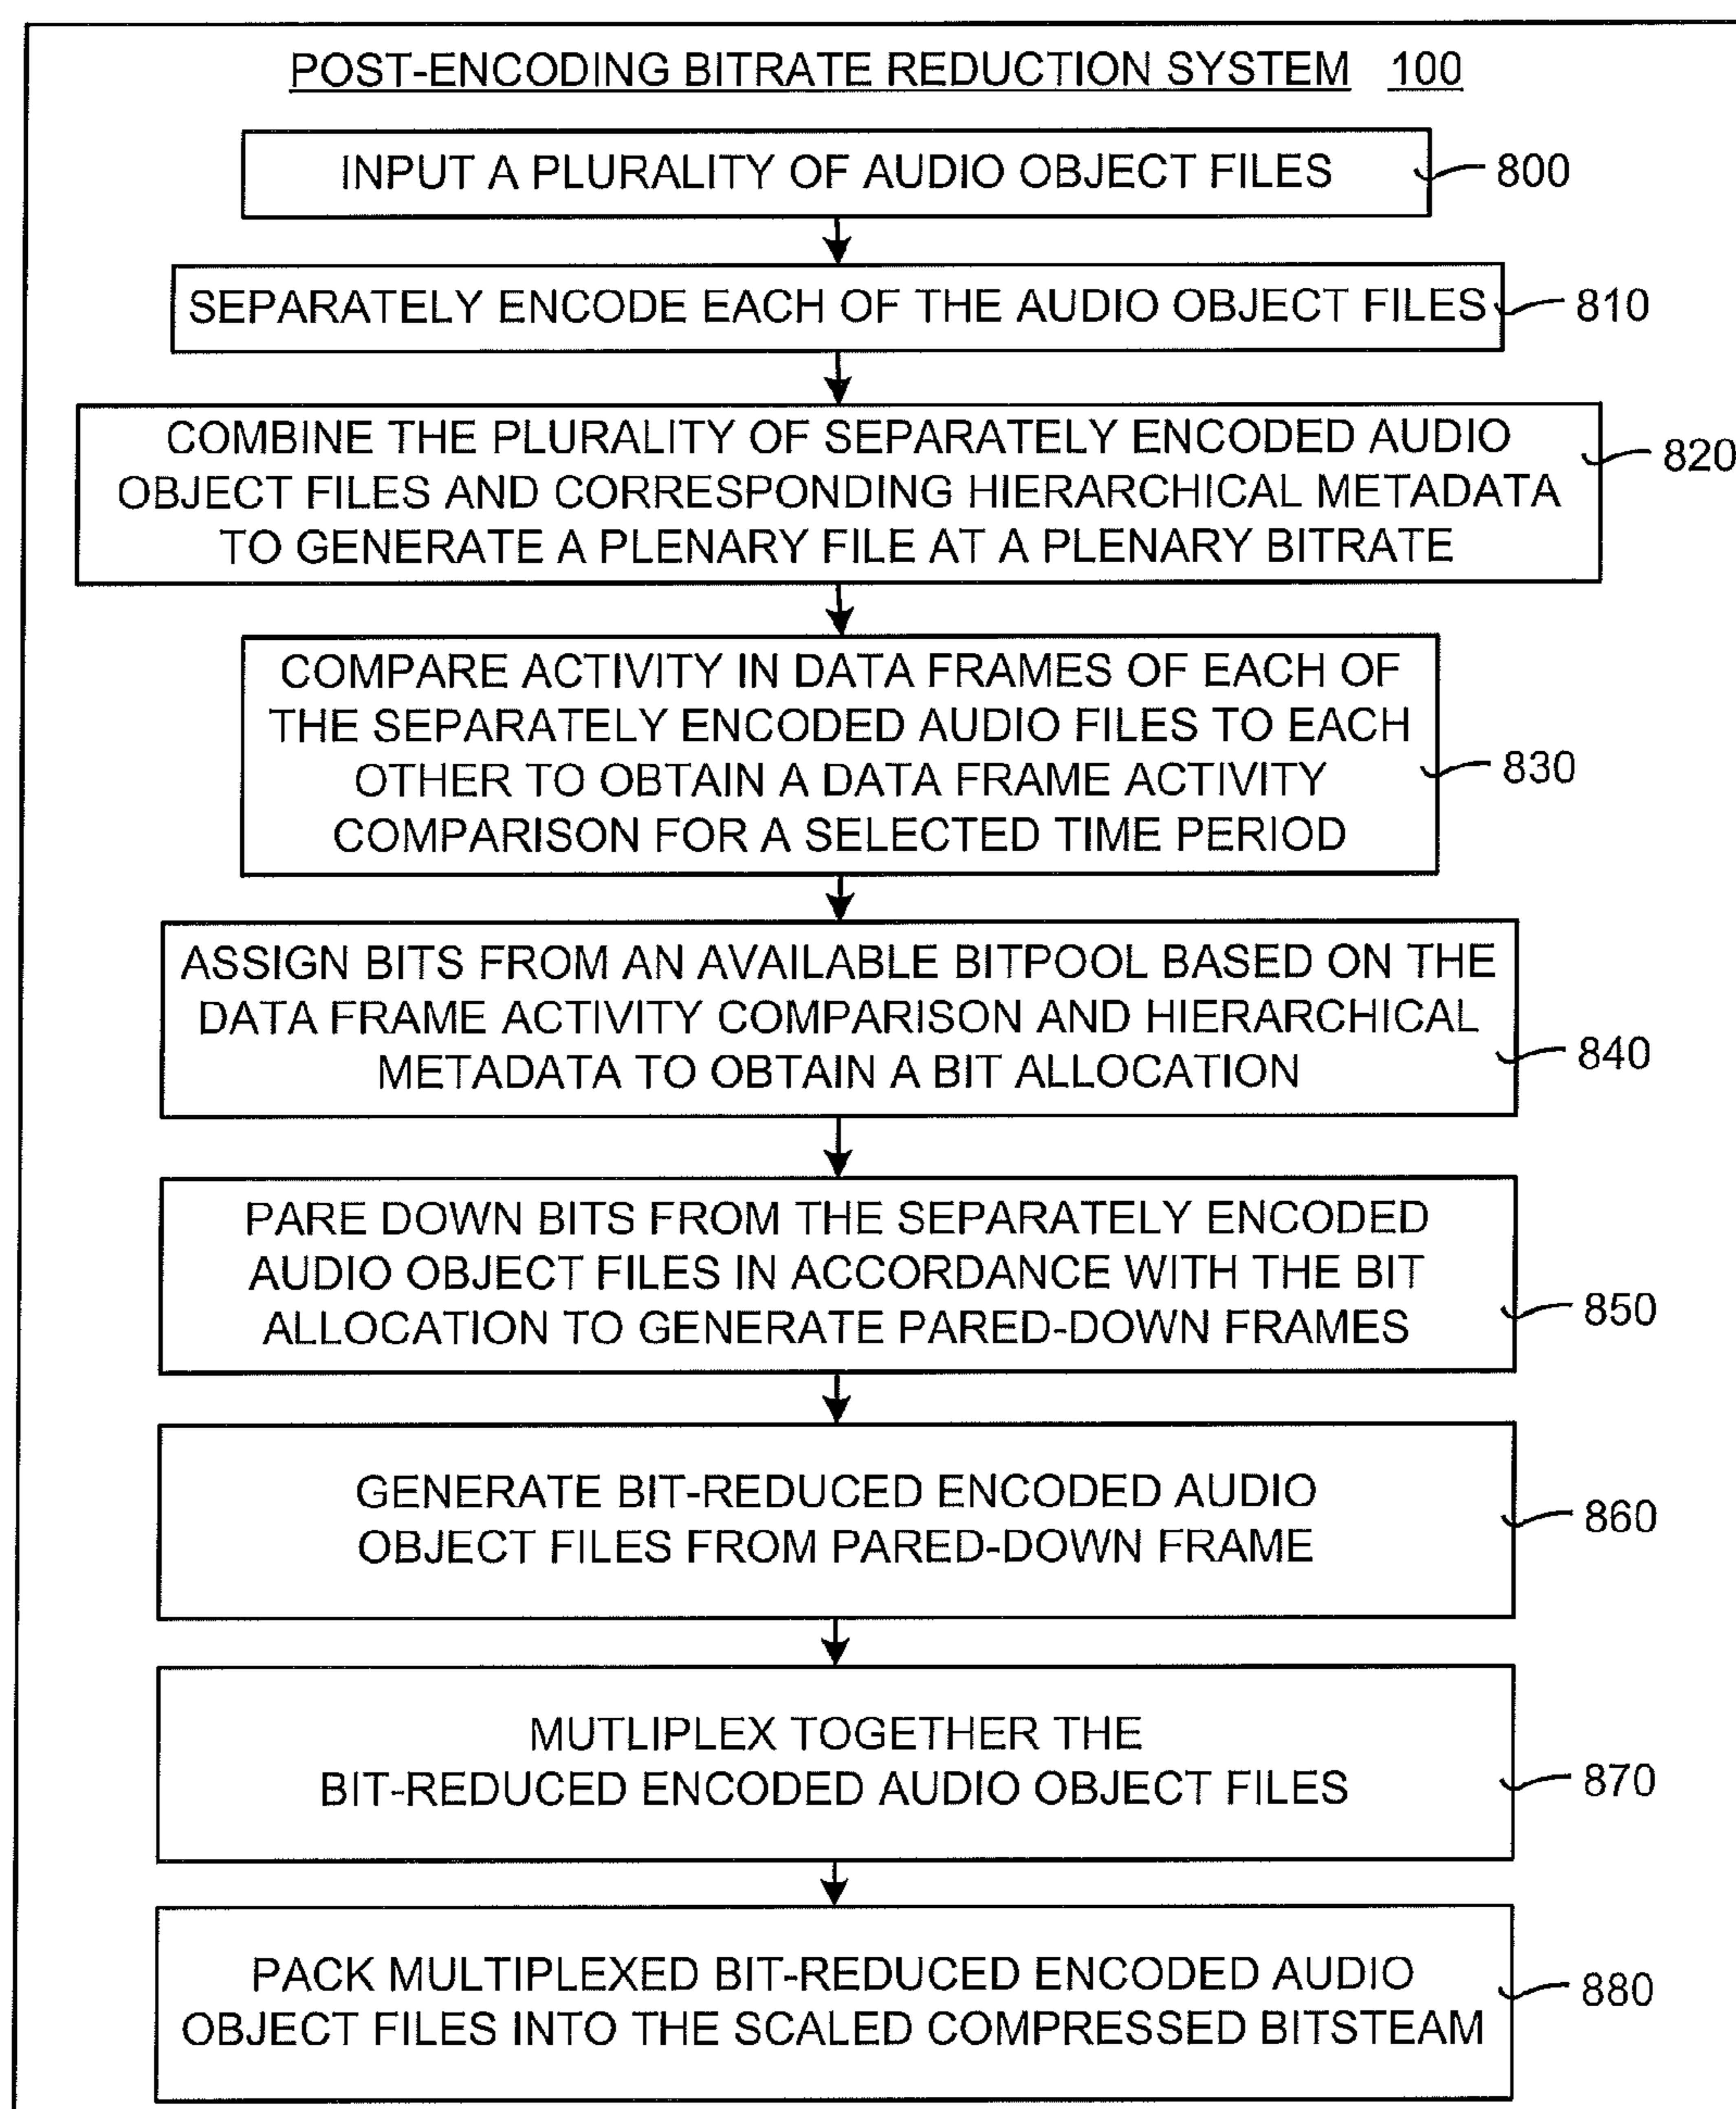 POST-ENCODING BITRATE REDUCTION SYSTEM 100
INPUT A PLURALITY OF AUDIO OBJECT FILES
800
SEPARATELY ENCODE EACH OF THE AUDIO OBJECT FILES
810
COMBINE THE PLURALITY OF SEPARATELY ENCODED AUDIO
OBJECT FILES AND CORRESPONDING HIERARCHICAL METADATA
TO GENERATE A PLENARY FILE AT A PLENARY BITRATE
820
COMPARE ACTIVITY IN DATA FRAMES OF EACH OF
THE SEPARATELY ENCODED AUDIO FILES TO EACH
OTHER TO OBTAIN A DATA FRAME ACTIVITY
COMPARISON FOR A SELECTED TIME PERIOD
830
ASSIGN BITS FROM AN AVAILABLE BITPOOL BASED ON THE
DATA FRAME ACTIVITY COMPARISON AND HIERARCHICAL
METADATA TO OBTAIN A BIT ALLOCATION
840
PARE DOWN BITS FROM THE SEPARATELY ENCODED
AUDIO OBJECT FILES IN ACCORDANCE WITH THE BIT
ALLOCATION TO GENERATE PARED-DOWN FRAMES
850
GENERATE BIT-REDUCED ENCODED AUDIO
OBJECT FILES FROM PARED-DOWN FRAME
860
MUTLIPLEX TOGETHER THE
BIT-REDUCED ENCODED AUDIO OBJECT FILES
870
PACK MULTIPLEXED BIT-REDUCED ENCODED AUDIO
OBJECT FILES INTO THE SCALED COMPRESSED BITSTEAM
880